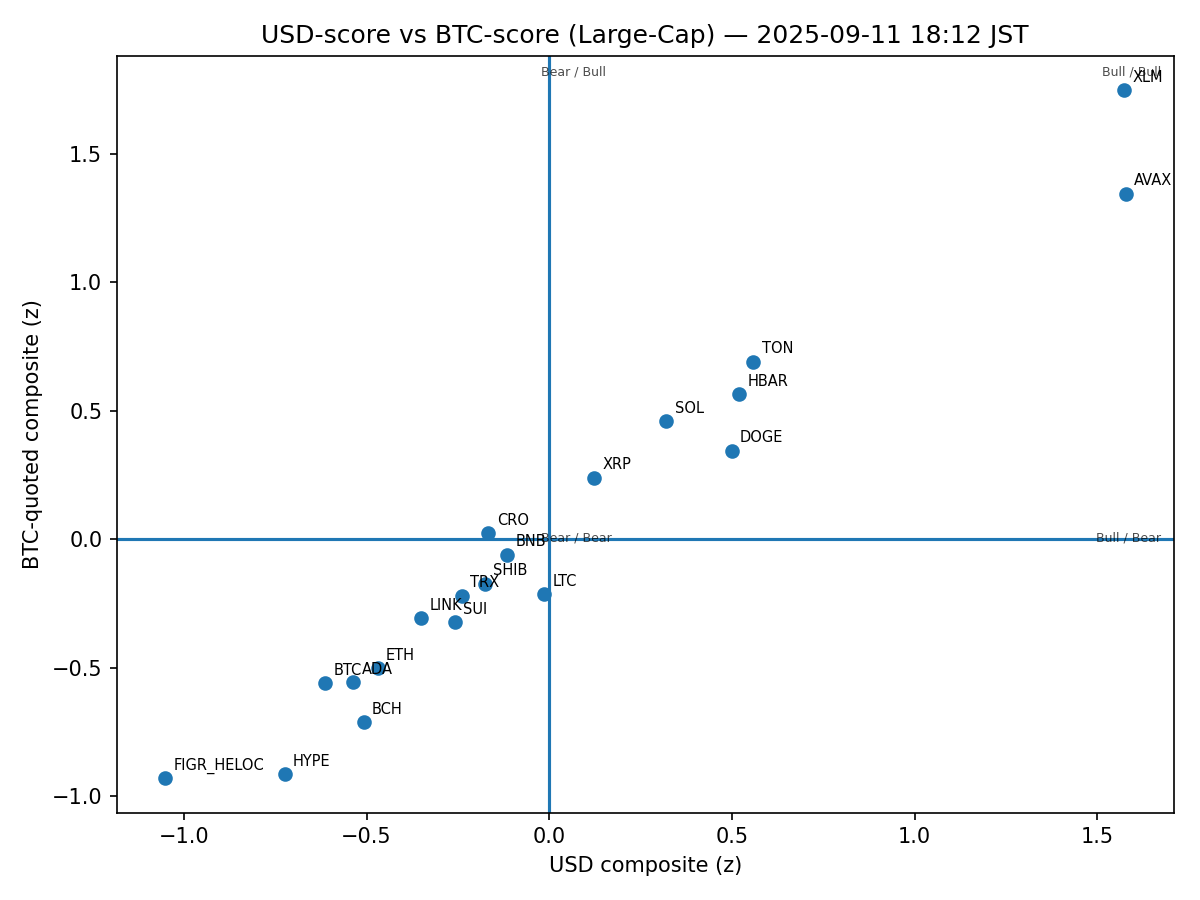 USD-score vs BTC-score (Large-Cap) — 2025-09-11 18:12 JST
Bear / Bull
Bull / Bull
XLM
1.5
AVAX
1.0
TON
HBAR
0.5
SOL
DOGE
XRP
CRO
0.0
BNB
Bear / Bear
Bull / Bear
SHIB
TRX
LTC
LINK
SUI
−0.5
ETH
BTC
ADA
BCH
FIGR_HELOC
HYPE
−1.0
BTC-quoted composite (z)
−1.0
−0.5
0.0
0.5
1.0
1.5
USD composite (z)